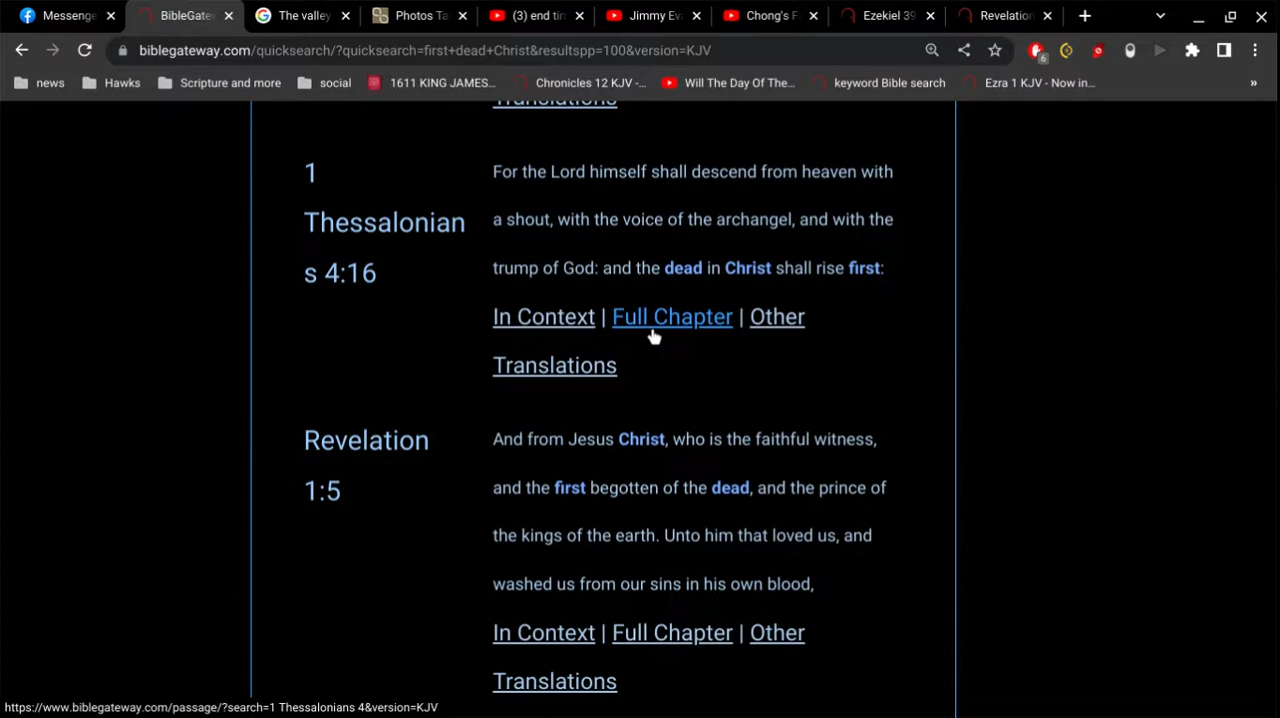 Messenge
BibleGatew
The valley
Photos Ta
(3) end tin
Jimmy Eva
Chong's F
Ezekiel 39
Revelation
biblegateway.com/quicksearch/?quicksearch=first+dead+Christ&resultspp=100&version=KJV
6
news
Hawks
Scripture and more
social
1611 KING JAMES...
Chronicles 12 KJV -...
Will The Day Of The...
keyword Bible search
Ezra 1 KJV - Now in...
»
Translations
1
Thessalonian
s 4:16
For the Lord himself shall descend from heaven with
a shout, with the voice of the archangel, and with the
trump of God: and the dead in Christ shall rise first:
In Context | Full Chapter | Other
Translations
Revelation
1:5
And from Jesus Christ, who is the faithful witness,
and the first begotten of the dead, and the prince of
the kings of the earth. Unto him that loved us, and
washed us from our sins in his own blood,
In Context | Full Chapter | Other
Translations
https://www.biblegateway.com/passage/?search=1 Thessalonians 4&version=KJV